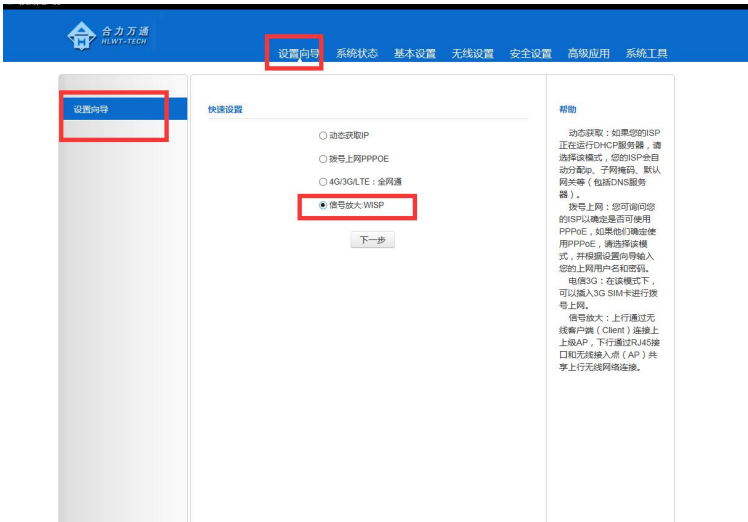 合力万通
HLWT-TECH
设置向导 系统状态 基本设置 无线设置 安全设置 高级应用 系统工具
设置向导
快速设置
动态获取IP
拨号上网PPPOE
4G/3G/LTE：全网通
信号放大:WISP
下一步
帮助
动态获取：如果您的ISP
正在运行DHCP服务器，请
选择该模式，您的ISP会自
动分配ip、子网掩码、默认
网关等（包括DNS服务
器）。
拨号上网：您可询问您
的ISP以确定是否可使用
PPPoE，如果他们确定使
用PPPoE，请选择该模
式，并根据设置向导输入
您的上网用户名和密码。
电信3G：在该模式下，
可以插入3G SIM卡进行拨
号上网。
信号放大：上行通过无
线客户端（Client）连接上
上级AP，下行通过RJ45接
口和无线接入点（AP）共
享上行无线网络连接。